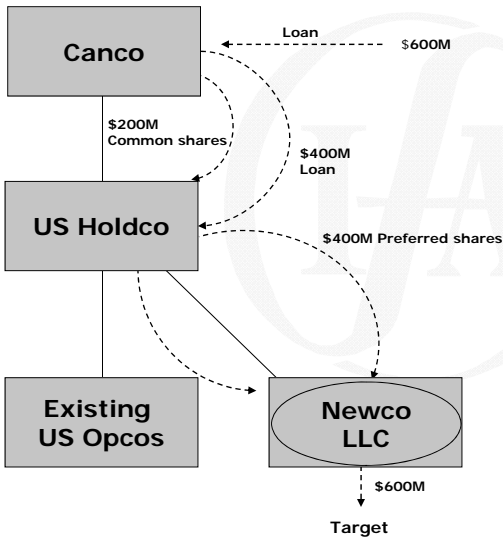 Loan
$600M
Canco
$200M
Common shares
$400M
Loan
US Holdco
$400M Preferred shares
Existing
US Opcos
Newco
LLC
$600M
Target
IFA